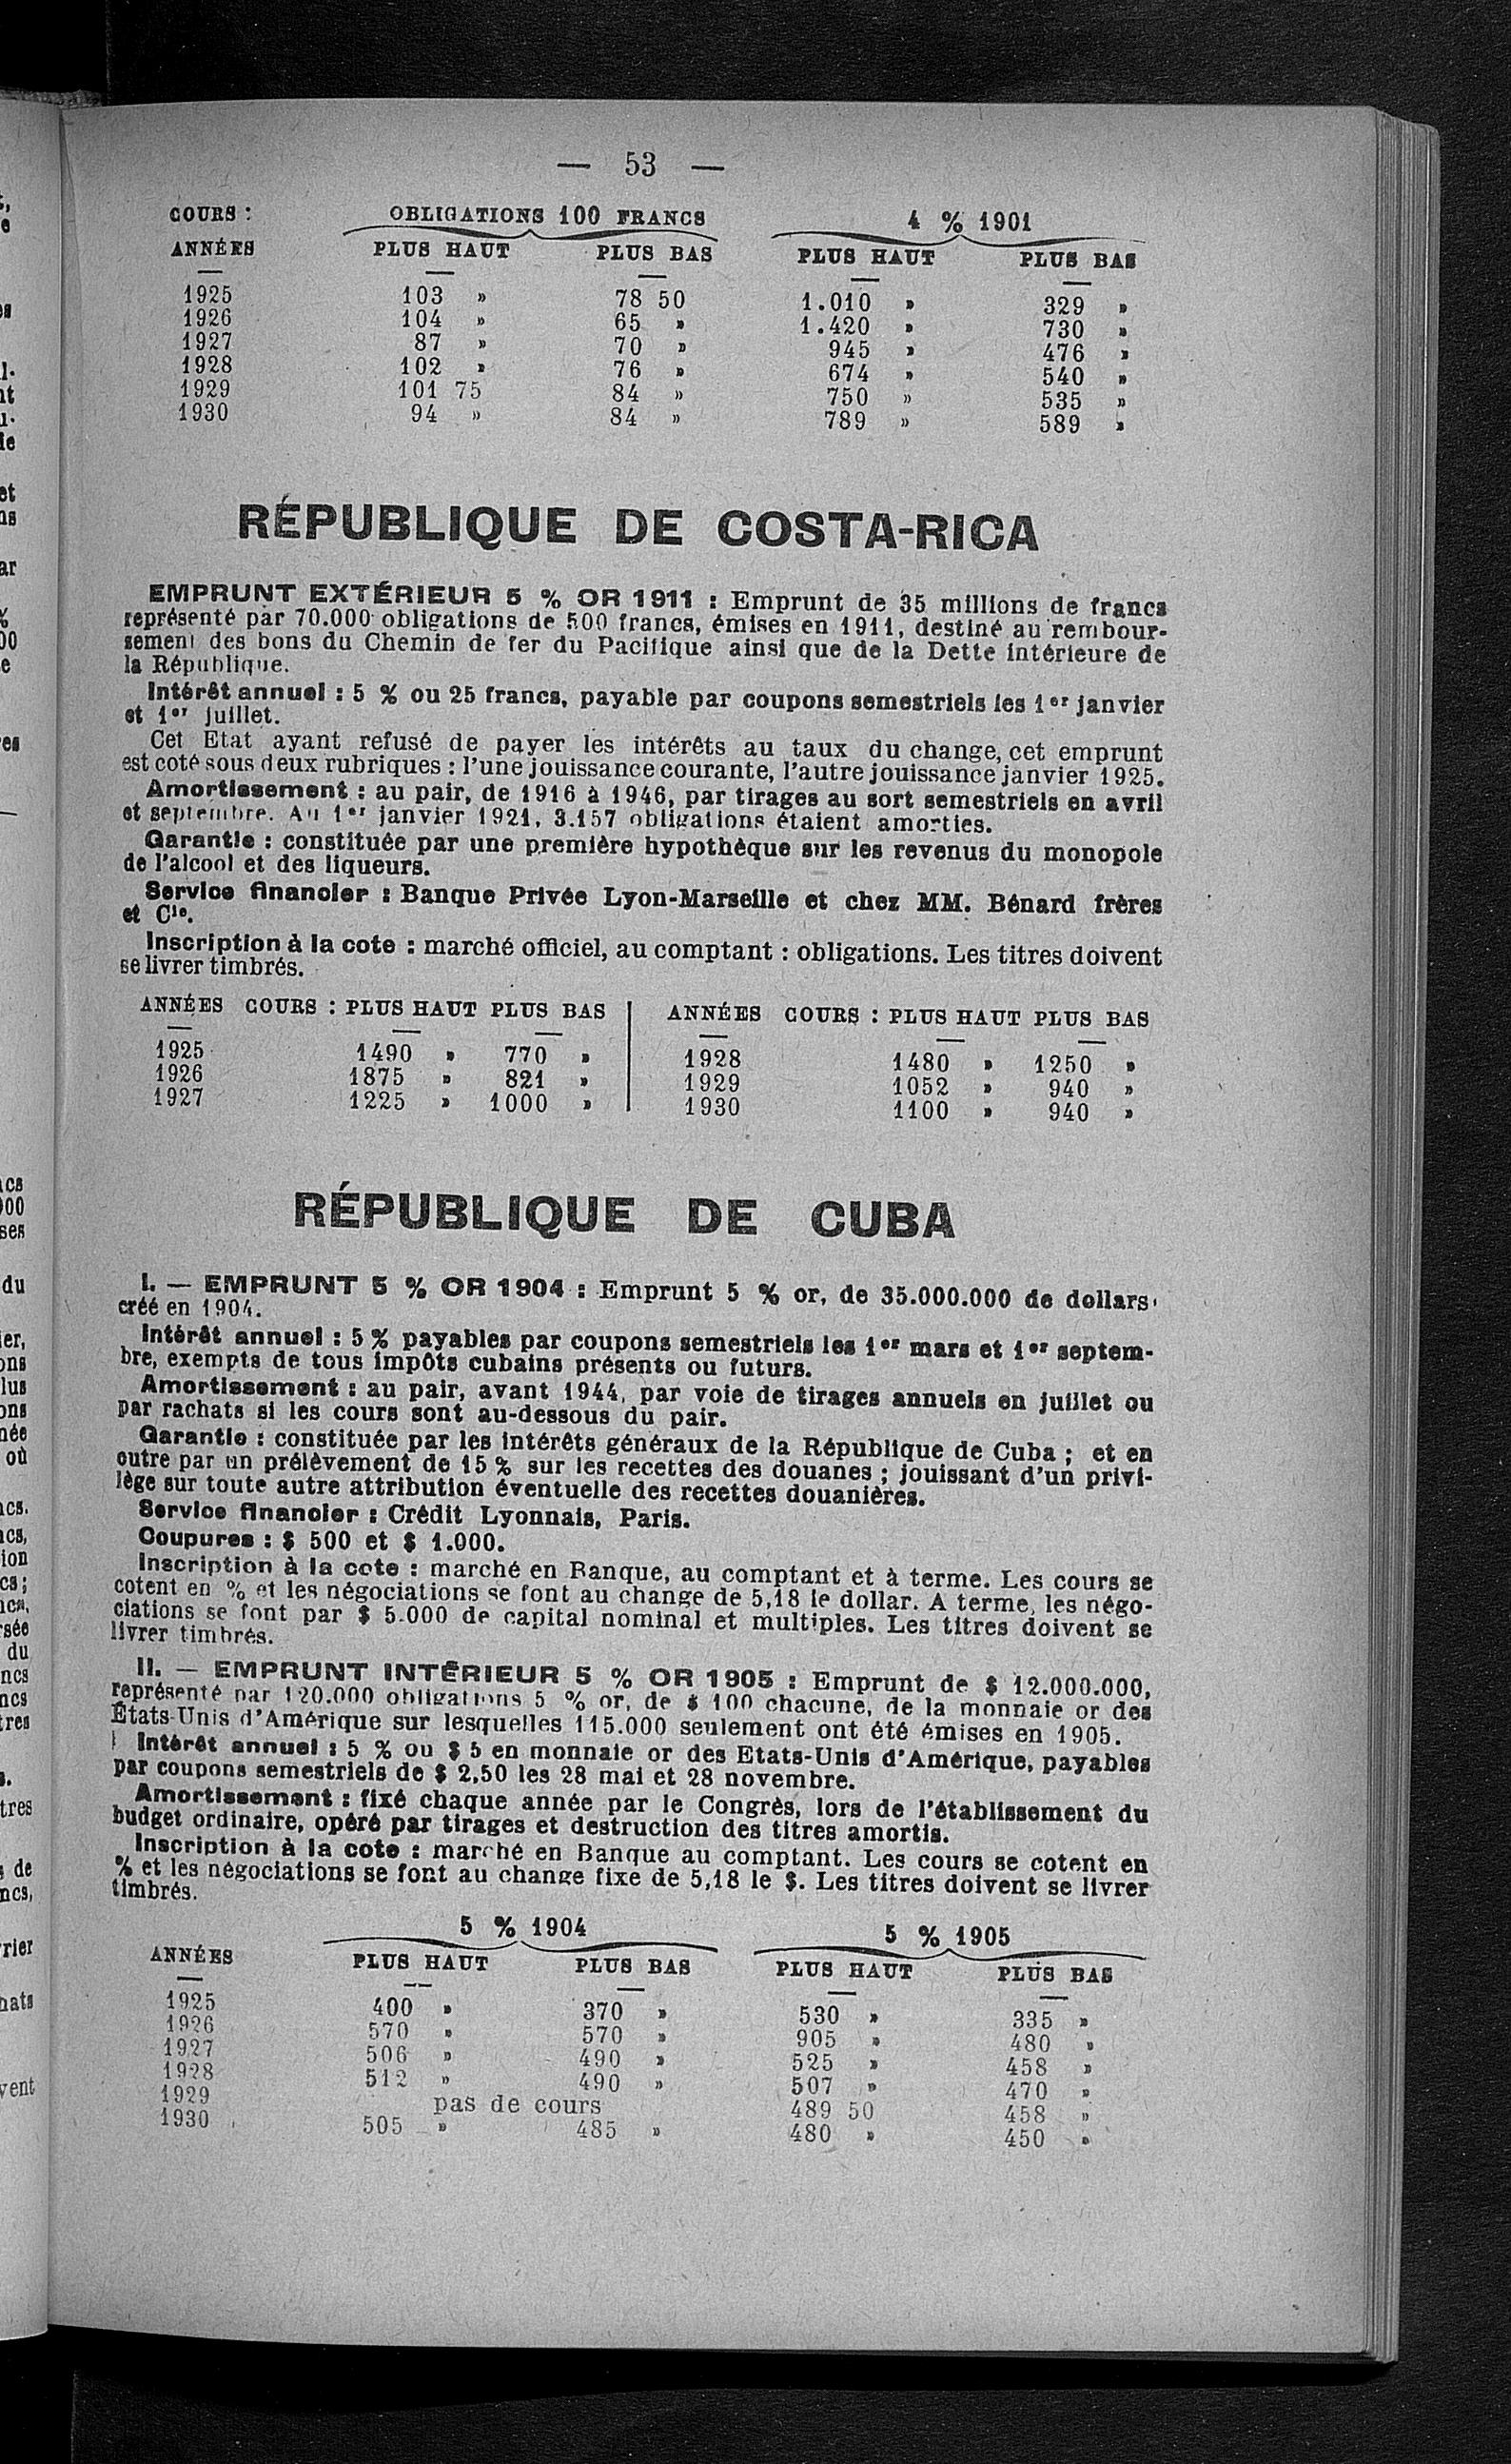 — 53 —
COURS : OBLIGATIONS 100 FRANCS 4 % 1901
ANNÉES PLUS HAUT PLUS BAS PLUS HAUT PLUS BAS
1925 103 » 78 50 1.010 » 329 »
1926 104 » 65 » 1.420 » 730 »
1927 87 » 70 » 945 » 476 »
1928 102 » 76 » 674 » 540 »
1929 101 75 84 » 750 » 535 »
1930 94 » 84 » 789 » 589 »
RÉPUBLIQUE DE COSTA-RICA
EMPRUNT EXTÉRIEUR 5 % OR 1911 : Emprunt de 35 millions de francs
représenté par 70.000 obligations de 500 francs, émises en 1911, destiné au rembour-
sement des bons du Chemin de fer du Pacifique ainsi que de la Dette intérieure de
la République.
Intérêt annuel : 5 % ou 25 francs, payable par coupons semestriels les 1er janvier
et 1er juillet.
Cet Etat ayant refusé de payer les intérêts au taux du change, cet emprunt
est coté sous deux rubriques : l'une jouissance courante, l'autre jouissance janvier 1925.
Amortissement : au pair, de 1916 à 1946, par tirages au sort semestriels en avril
et septembre. Au 1er janvier 1921, 3.157 obligations étaient amorties.
Garantie : constituée par une première hypothèque sur les revenus du monopole
de l'alcool et des liqueurs.
Service financier : Banque Privée Lyon-Marseille et chez MM. Bénard frères
et Cie.
Inscription à la cote : marché officiel, au comptant : obligations. Les titres doivent
se livrer timbrés.
ANNÉES COURS : PLUS HAUT PLUS BAS ANNÉES COURS : PLUS HAUT PLUS BAS
1925 1490 » 770 » 1928 1480 » 1250 »
1926 1875 » 821 » 1929 1052 » 940 »
1927 1225 » 1000 » 1930 1100 » 940 »
RÉPUBLIQUE DE CUBA
I. — EMPRUNT 5 % OR 1904 : Emprunt 5 % or, de 35.000.000 de dollars
créé en 1904.
Intérêt annuel : 5 % payables par coupons semestriels les 1er mars et 1er septem-
bre, exempts de tous impôts cubains présents ou futurs.
Amortissement : au pair, avant 1944, par voie de tirages annuels en juillet ou
par rachats si les cours sont au-dessous du pair.
Garantie : constituée par les intérêts généraux de la République de Cuba ; et en
outre par un prélèvement de 15 % sur les recettes des douanes ; jouissant d'un privi-
lège sur toute autre attribution éventuelle des recettes douanières.
Service financier : Crédit Lyonnais, Paris.
Coupures : $ 500 et $ 1.000.
Inscription à la cote : marché en Banque, au comptant et à terme. Les cours se
cotent en % et les négociations se font au change de 5,18 le dollar. A terme, les négo-
ciations se font par $ 5.000 de capital nominal et multiples. Les titres doivent se
livrer timbrés.
II. — EMPRUNT INTÉRIEUR 5 % OR 1905 : Emprunt de $ 12.000.000,
représenté par 120.000 obligations 5 % or, de $ 100 chacune, de la monnaie or des
États-Unis d'Amérique sur lesquelles 115.000 seulement ont été émises en 1905.
Intérêt annuel : 5 % ou $ 5 en monnaie or des Etats-Unis d'Amérique, payables
par coupons semestriels de $ 2,50 les 28 mai et 28 novembre.
Amortissement : fixé chaque année par le Congrès, lors de l'établissement du
budget ordinaire, opéré par tirages et destruction des titres amortis.
Inscription à la cote : marché en Banque au comptant. Les cours se cotent en
% et les négociations se font au change fixe de 5,18 le $. Les titres doivent se livrer
timbrés.
5 % 1904 5 % 1905
ANNÉES PLUS HAUT PLUS BAS PLUS HAUT PLUS BAS
1925 400 » 370 » 530 » 335 »
1926 570 » 570 » 905 » 480 »
1927 506 » 490 » 525 » 458 »
1928 512 » 490 » 507 » 470 »
1929 pas de cours 489 50 458 »
1930 505 » 485 » 480 » 450 »